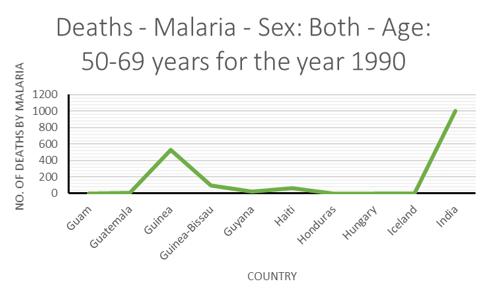 Deaths - Malaria - Sex: Both - Age:
50-69 years for the year 1990
NO. OF DEATHS BY MALARIA
1200
1000
800
600
400
200
0
Guam
Guatemala
Guinea
Guinea-Bissau
Guyana
Haiti
Honduras
Hungary
Iceland
India
COUNTRY